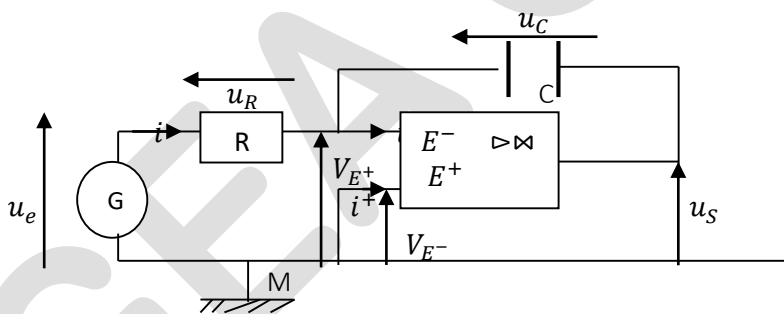 u_C
C
u_R
i
R
E^- ⊳⋈
V_{E^+}
E^+
i^+
u_e
G
u_S
V_{E^-}
M